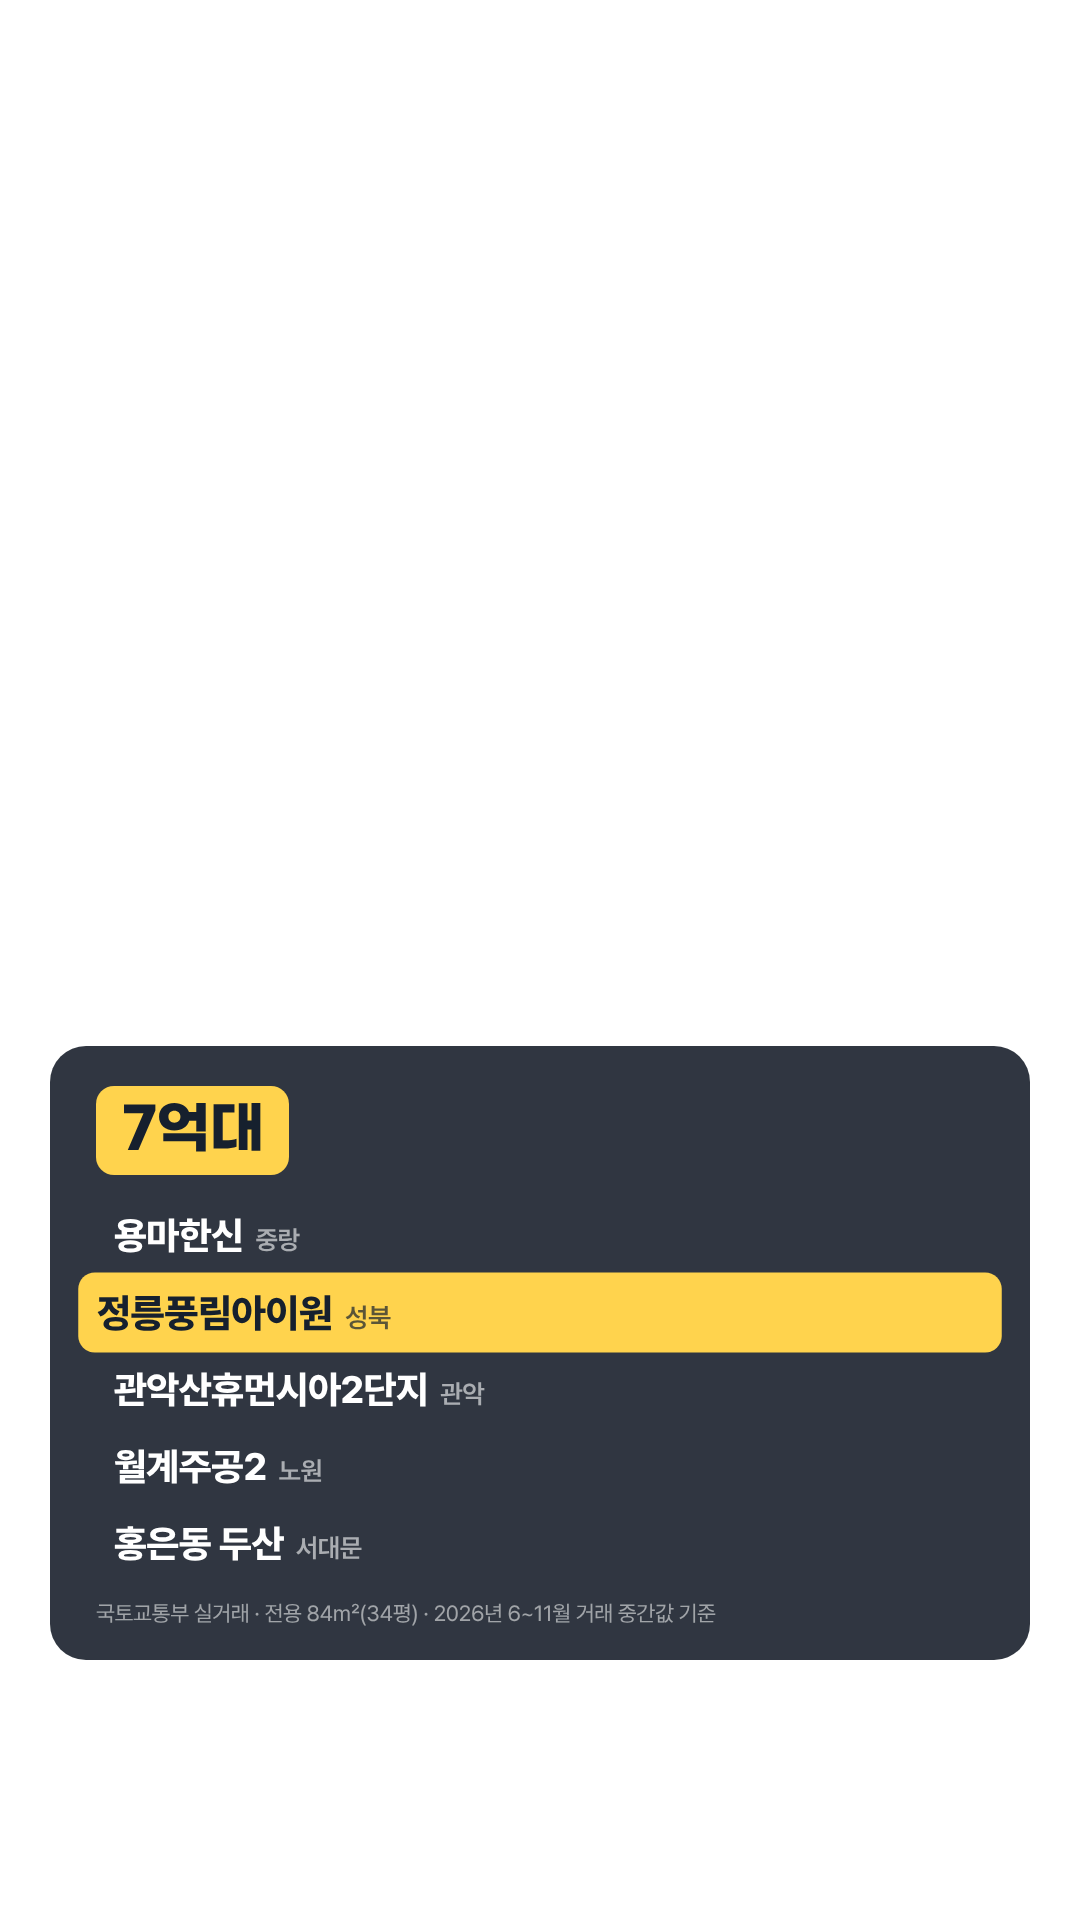 7억대
용마한신 중랑
정릉풍림아이원 성북
관악산휴먼시아2단지 관악
월계주공2 노원
홍은동 두산 서대문
국토교통부 실거래 · 전용 84m²(34평) · 2026년 6~11월 거래 중간값 기준